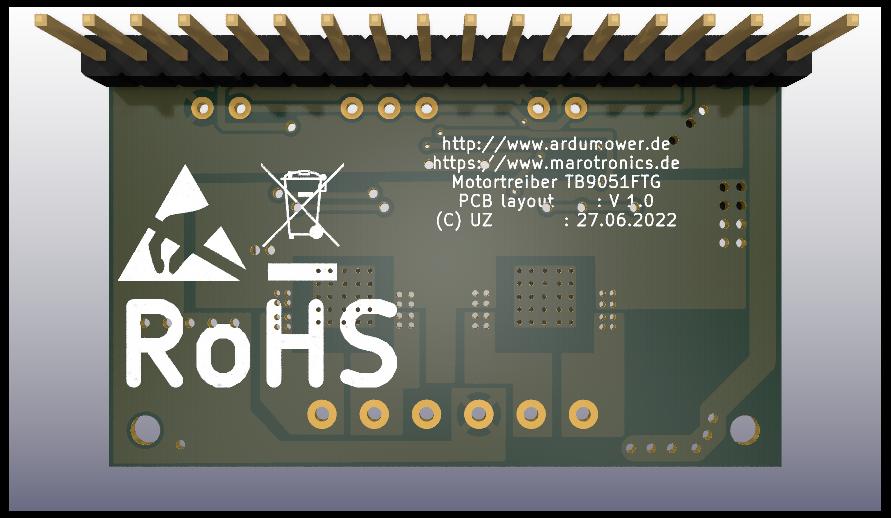 http://www.ardumower.de
https://www.marotronics.de
Motortreiber TB9051FTG
PCB layout : V 1.0
(C) UZ : 27.06.2022
RoHS